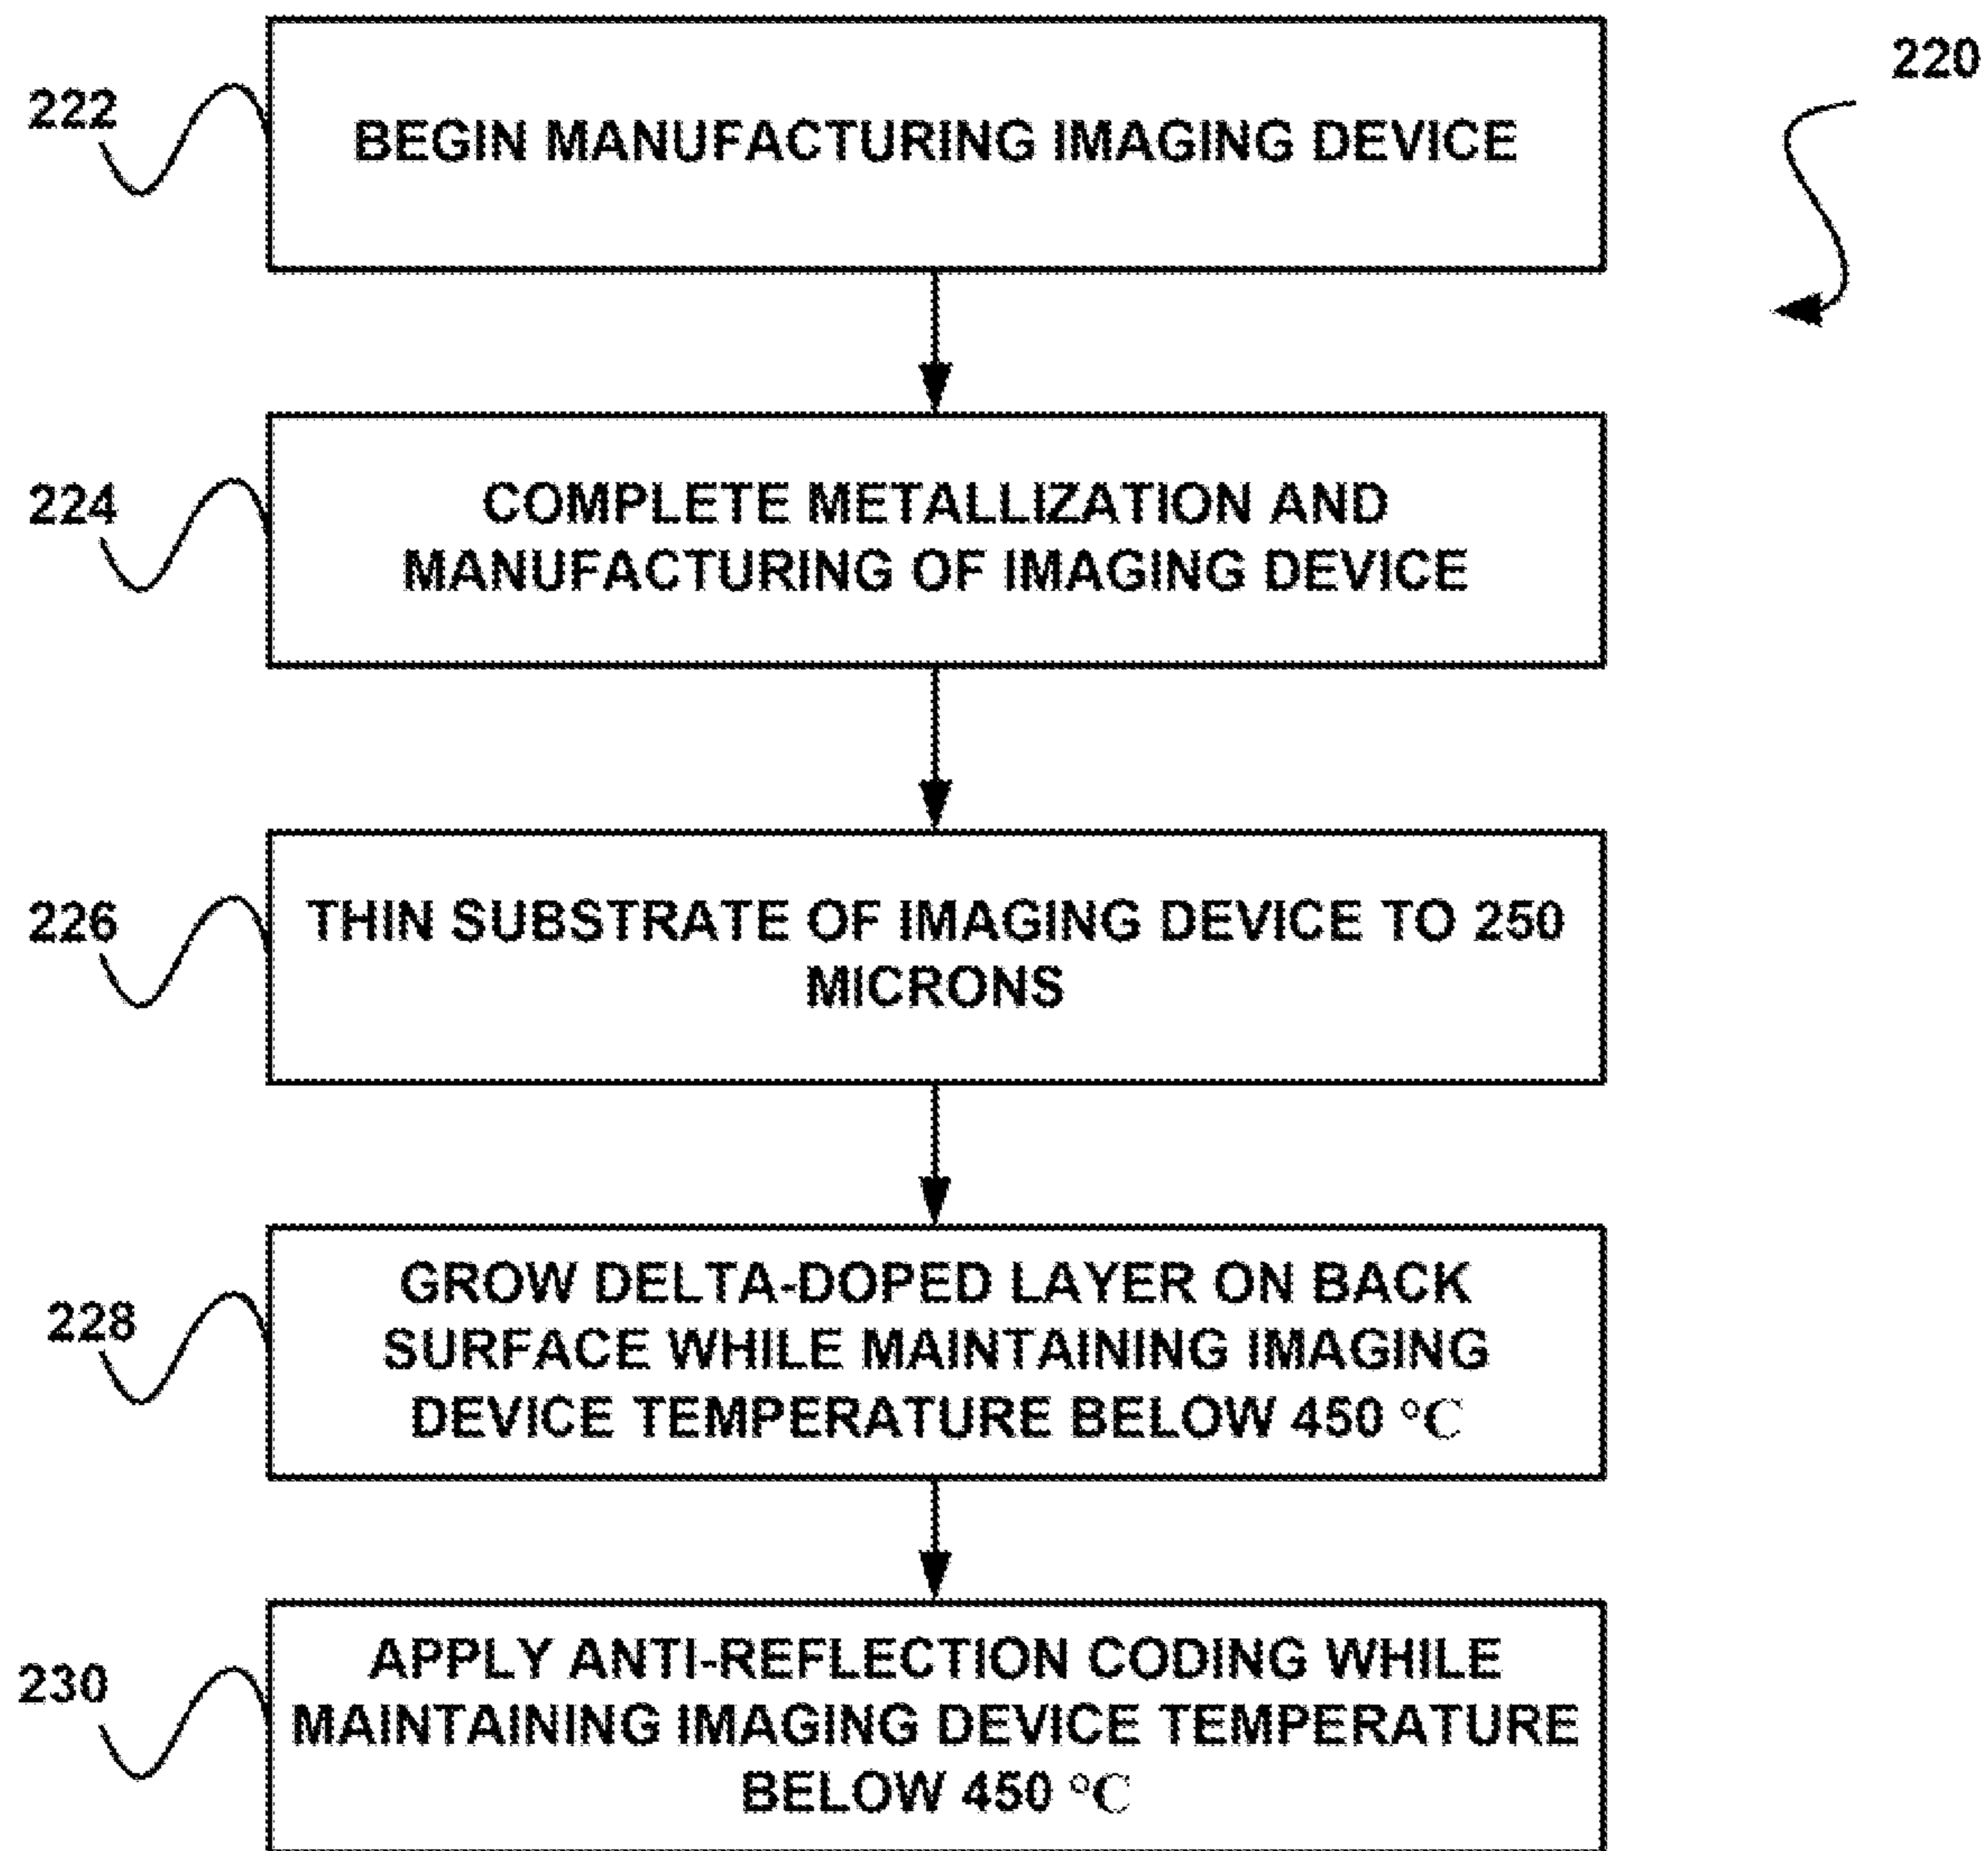 220
222
BEGIN MANUFACTURING IMAGING DEVICE
224
COMPLETE METALLIZATION AND
MANUFACTURING OF IMAGING DEVICE
226
THIN SUBSTRATE OF IMAGING DEVICE TO 250
MICRONS
228
GROW DELTA-DOPED LAYER ON BACK
SURFACE WHILE MAINTAINING IMAGING
DEVICE TEMPERATURE BELOW 450 °C
230
APPLY ANTI-REFLECTION CODING WHILE
MAINTAINING IMAGING DEVICE TEMPERATURE
BELOW 450 °C